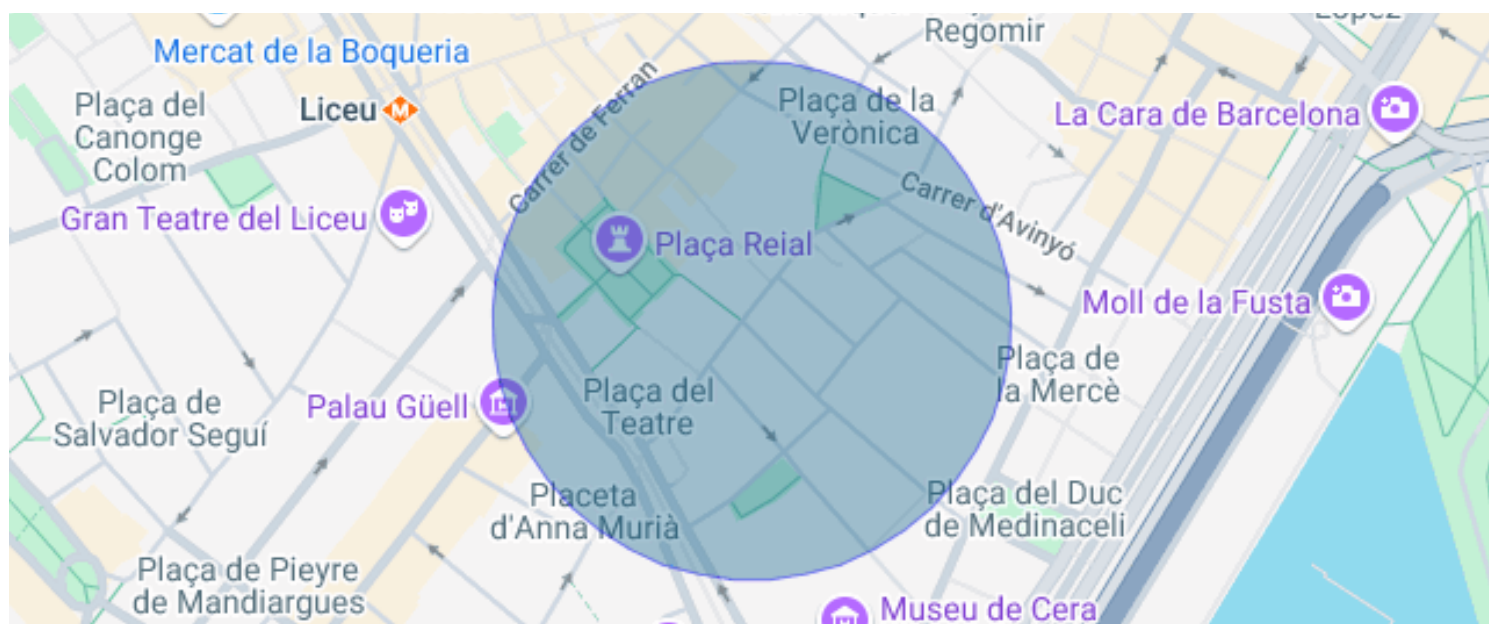 Regomir
Mercat de la Boqueria
Plaça del
Canonge
Colom
Liceu
M
Carrer de Ferran
Plaça de la
Verònica
La Cara de Barcelona
Gran Teatre del Liceu
Plaça Reial
Carrer d'Avinyó
Moll de la Fusta
Plaça de
la Mercè
Plaça de
Salvador Seguí
Palau Güell
Plaça del
Teatre
Placeta
d'Anna Murià
Plaça del Duc
de Medinaceli
Plaça de Pieyre
de Mandiargues
Museu de Cera